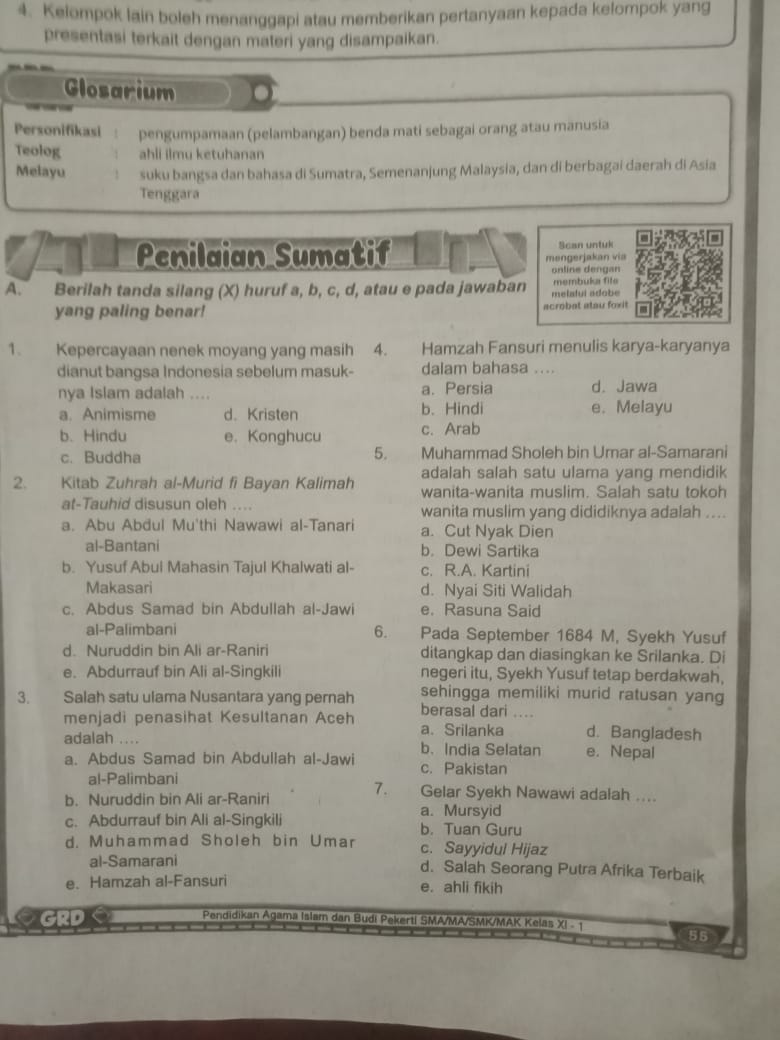 4. Kelompok lain boleh menanggapi atau memberikan pertanyaan kepada kelompok yang
presentasi terkait dengan materi yang disampaikan.
Glosarium
Personifikasi : pengumpamaan (pelambangan) benda mati sebagai orang atau manusia
Teolog : ahli ilmu ketuhanan
Melayu : suku bangsa dan bahasa di Sumatra, Semenanjung Malaysia, dan di berbagai daerah di Asia
Tenggara
Penilaian Sumatif
Scan untuk
mengerjakan via
online dengan
membuka file
melalui adobe
acrobat atau foxit
A. Berilah tanda silang (X) huruf a, b, c, d, atau e pada jawaban
yang paling benar!
1. Kepercayaan nenek moyang yang masih
dianut bangsa Indonesia sebelum masuk-
nya Islam adalah ....
a. Animisme d. Kristen
b. Hindu e. Konghucu
c. Buddha
2. Kitab Zuhrah al-Murid fi Bayan Kalimah
at-Tauhid disusun oleh ....
a. Abu Abdul Mu'thi Nawawi al-Tanari
al-Bantani
b. Yusuf Abul Mahasin Tajul Khalwati al-
Makasari
c. Abdus Samad bin Abdullah al-Jawi
al-Palimbani
d. Nuruddin bin Ali ar-Raniri
e. Abdurrauf bin Ali al-Singkili
3. Salah satu ulama Nusantara yang pernah
menjadi penasihat Kesultanan Aceh
adalah ....
a. Abdus Samad bin Abdullah al-Jawi
al-Palimbani
b. Nuruddin bin Ali ar-Raniri
c. Abdurrauf bin Ali al-Singkili
d. Muhammad Sholeh bin Umar
al-Samarani
e. Hamzah al-Fansuri
4. Hamzah Fansuri menulis karya-karyanya
dalam bahasa ....
a. Persia d. Jawa
b. Hindi e. Melayu
c. Arab
5. Muhammad Sholeh bin Umar al-Samarani
adalah salah satu ulama yang mendidik
wanita-wanita muslim. Salah satu tokoh
wanita muslim yang dididiknya adalah ....
a. Cut Nyak Dien
b. Dewi Sartika
c. R.A. Kartini
d. Nyai Siti Walidah
e. Rasuna Said
6. Pada September 1684 M, Syekh Yusuf
ditangkap dan diasingkan ke Srilanka. Di
negeri itu, Syekh Yusuf tetap berdakwah,
sehingga memiliki murid ratusan yang
berasal dari ....
a. Srilanka d. Bangladesh
b. India Selatan e. Nepal
c. Pakistan
7. Gelar Syekh Nawawi adalah ....
a. Mursyid
b. Tuan Guru
c. Sayyidul Hijaz
d. Salah Seorang Putra Afrika Terbaik
e. ahli fikih
GRD Pendidikan Agama Islam dan Budi Pekerti SMA/MA/SMK/MAK Kelas XI - 1
55